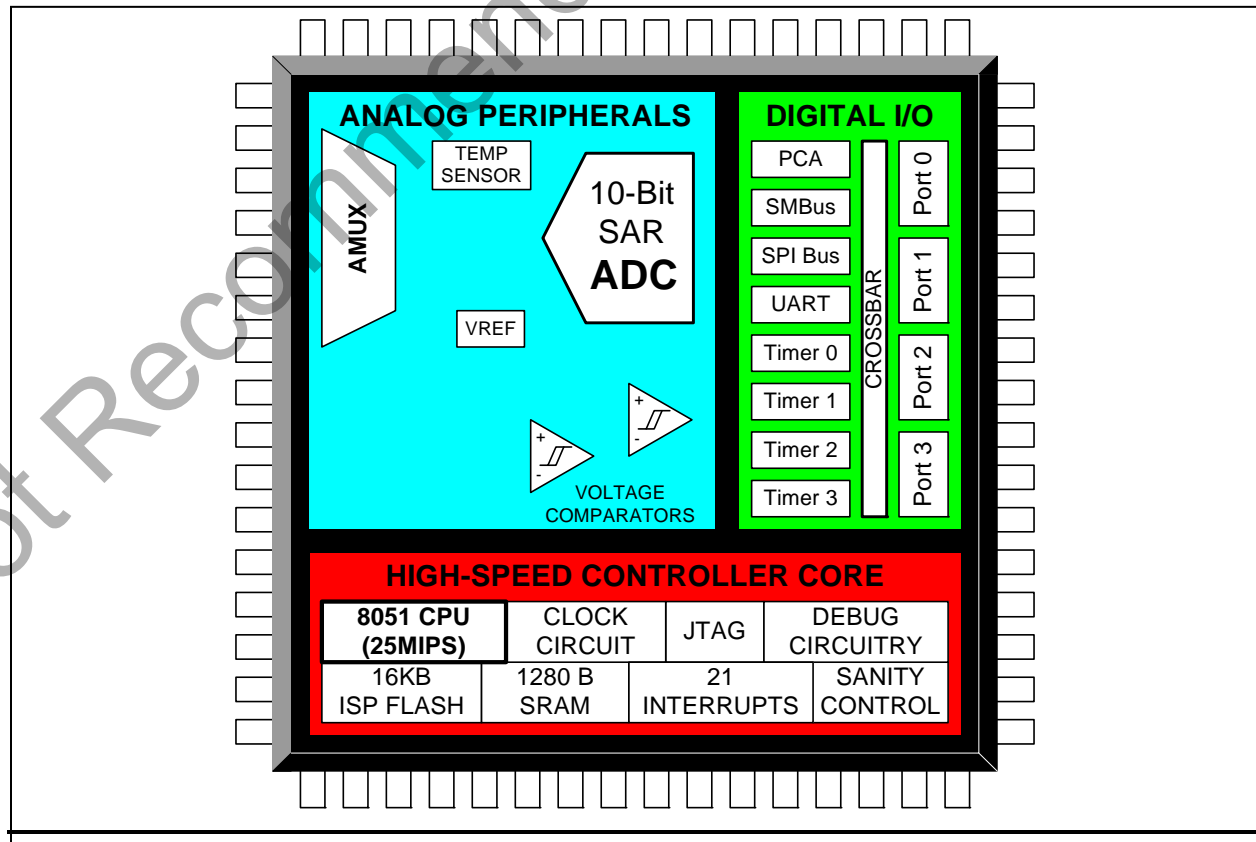 ANALOG PERIPHERALS
AMUX
TEMP
SENSOR
10-Bit
SAR
ADC
VREF
+
-
+
-
VOLTAGE
COMPARATORS
DIGITAL I/O
PCA
SMBus
SPI Bus
UART
Timer 0
Timer 1
Timer 2
Timer 3
CROSSBAR
Port 0
Port 1
Port 2
Port 3
HIGH-SPEED CONTROLLER CORE
8051 CPU
(25MIPS)
CLOCK
CIRCUIT
JTAG
DEBUG
CIRCUITRY
16KB
ISP FLASH
1280 B
SRAM
21
INTERRUPTS
SANITY
CONTROL